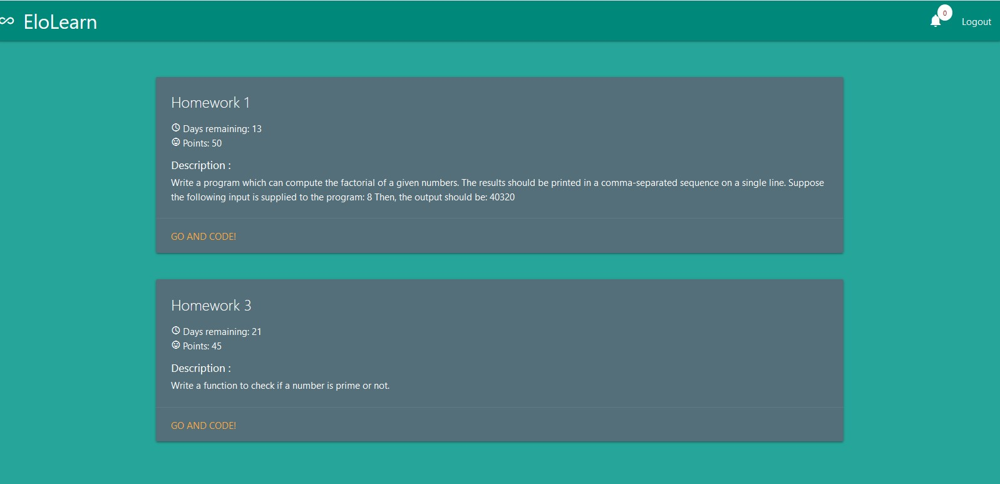 EloLearn
0
Logout
Homework 1
Days remaining: 13
Points: 50
Description :
Write a program which can compute the factorial of a given numbers. The results should be printed in a comma-separated sequence on a single line. Suppose
the following input is supplied to the program: 8 Then, the output should be: 40320
GO AND CODE!
Homework 3
Days remaining: 21
Points: 45
Description :
Write a function to check if a number is prime or not.
GO AND CODE!